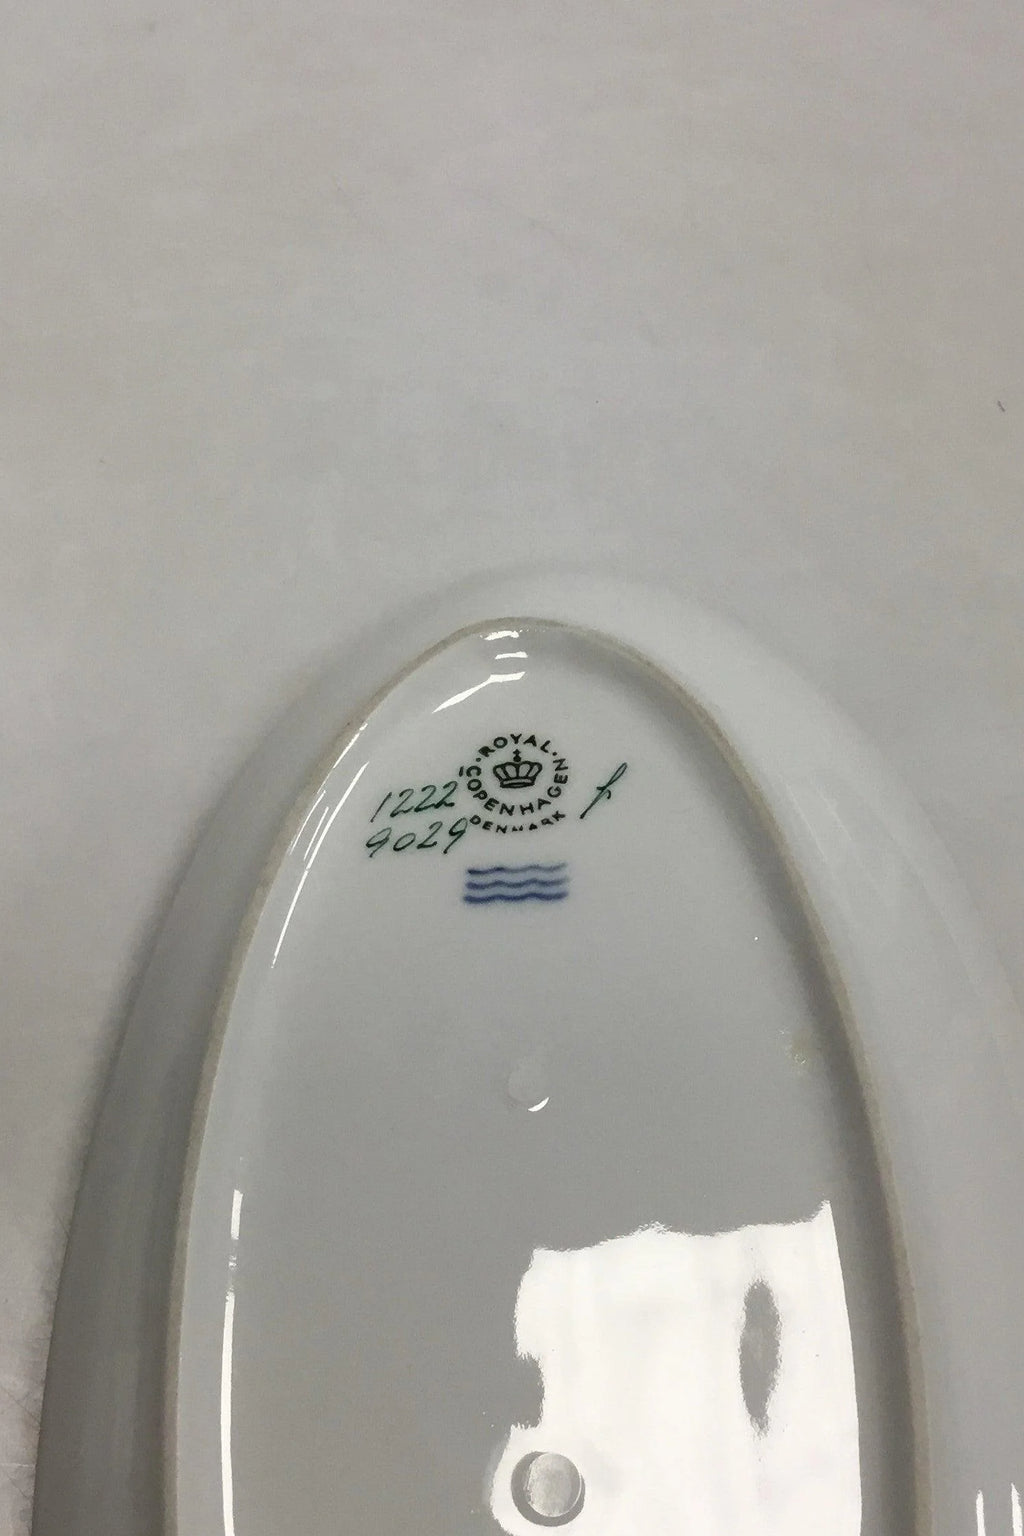 ROYAL
COPENHAGEN
DENMARK
1222
9029